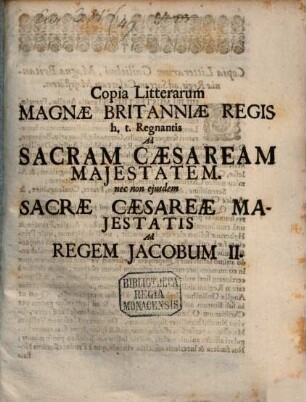 Copia Litterarum
MAGNÆ BRITANNIÆ REGIS
h. t. Regnantis
Ad
SACRAM CÆSAREAM
MAJESTATEM.
nec non ejusdem
SACRÆ CÆSAREÆ MA-
JESTATIS
Ad
REGEM JACOBUM II.
BIBLIOTHECA
REGIA
MONACENSIS